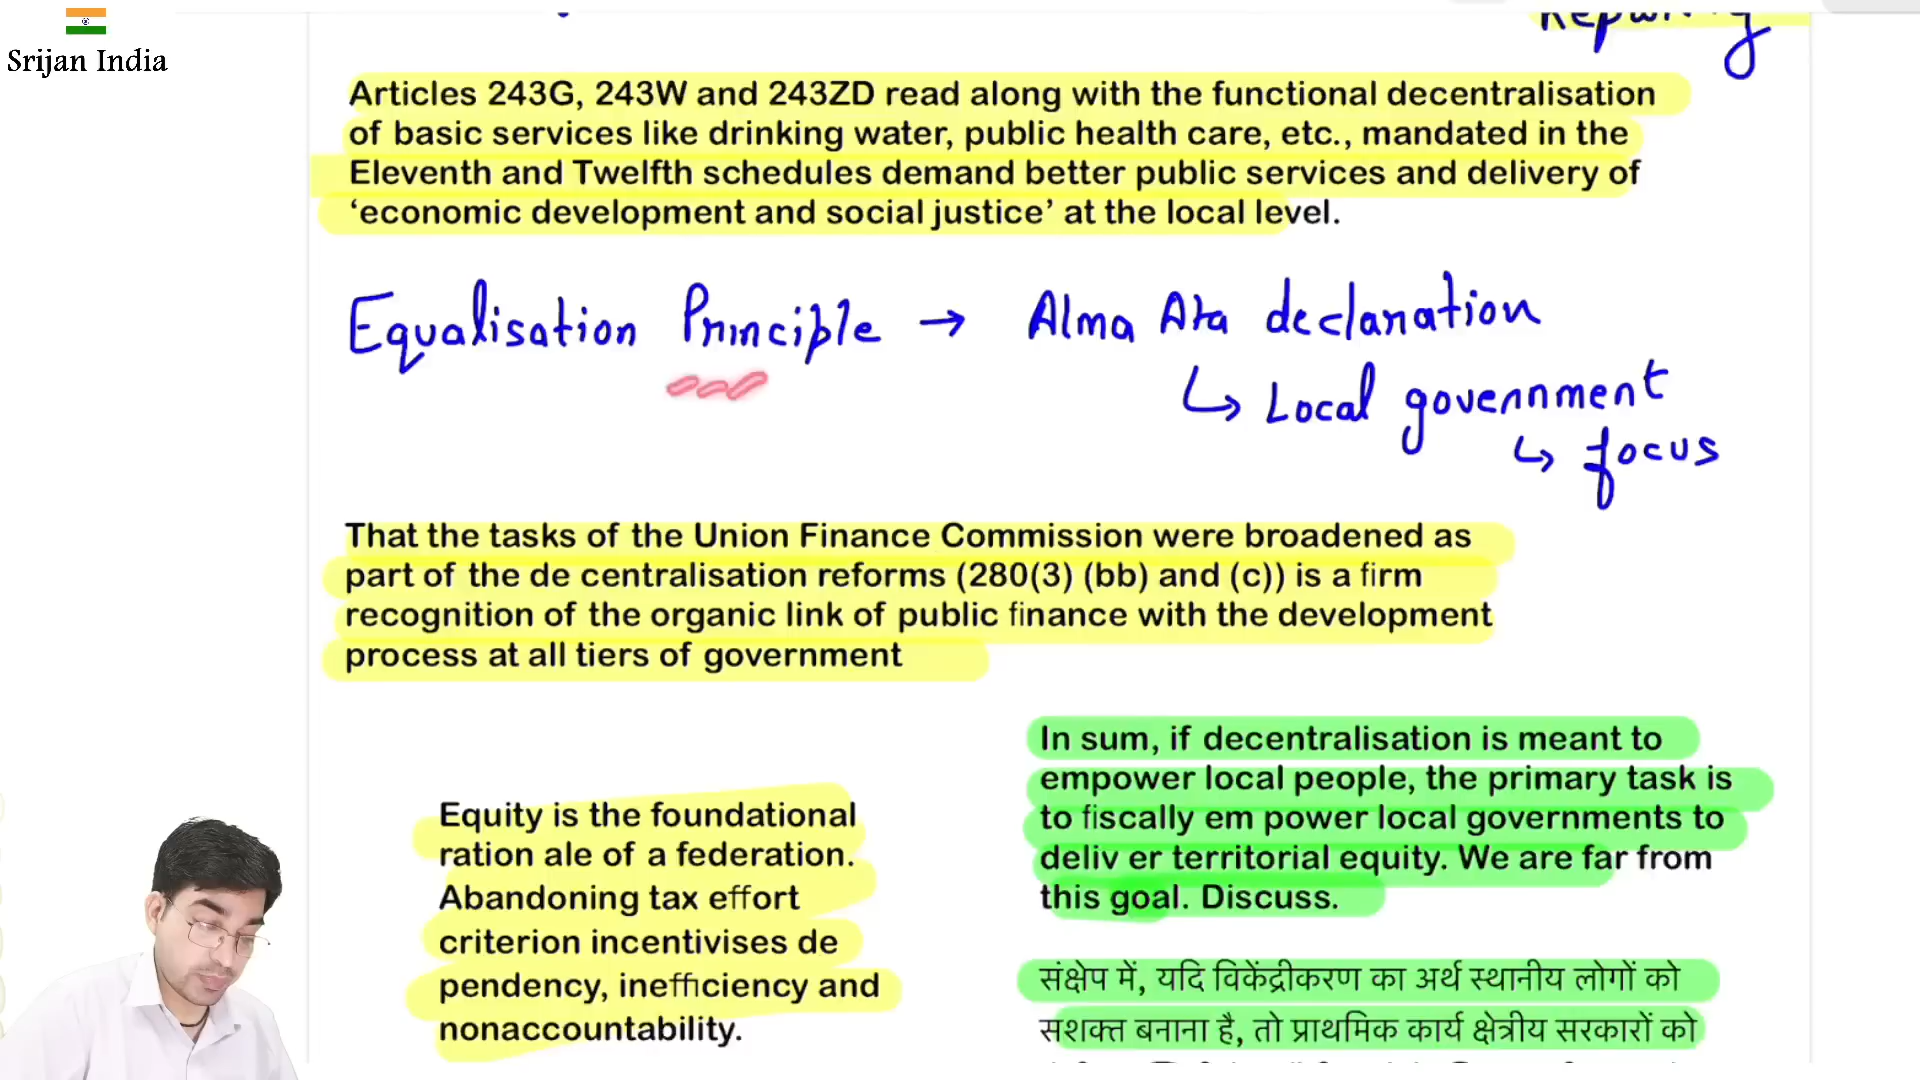 Srijan India
Reporting
Articles 243G, 243W and 243ZD read along with the functional decentralisation
of basic services like drinking water, public health care, etc., mandated in the
Eleventh and Twelfth schedules demand better public services and delivery of
‘economic development and social justice’ at the local level.
Equalisation Principle → Alma Ata declaration
↳ Local government
↳ focus
That the tasks of the Union Finance Commission were broadened as
part of the de centralisation reforms (280(3) (bb) and (c)) is a firm
recognition of the organic link of public finance with the development
process at all tiers of government
Equity is the foundational
ration ale of a federation.
Abandoning tax effort
criterion incentivises de
pendency, inefficiency and
nonaccountability.
In sum, if decentralisation is meant to
empower local people, the primary task is
to fiscally em power local governments to
deliv er territorial equity. We are far from
this goal. Discuss.
संक्षेप में, यदि विकेंद्रीकरण का अर्थ स्थानीय लोगों को
सशक्त बनाना है, तो प्राथमिक कार्य क्षेत्रीय सरकारों को